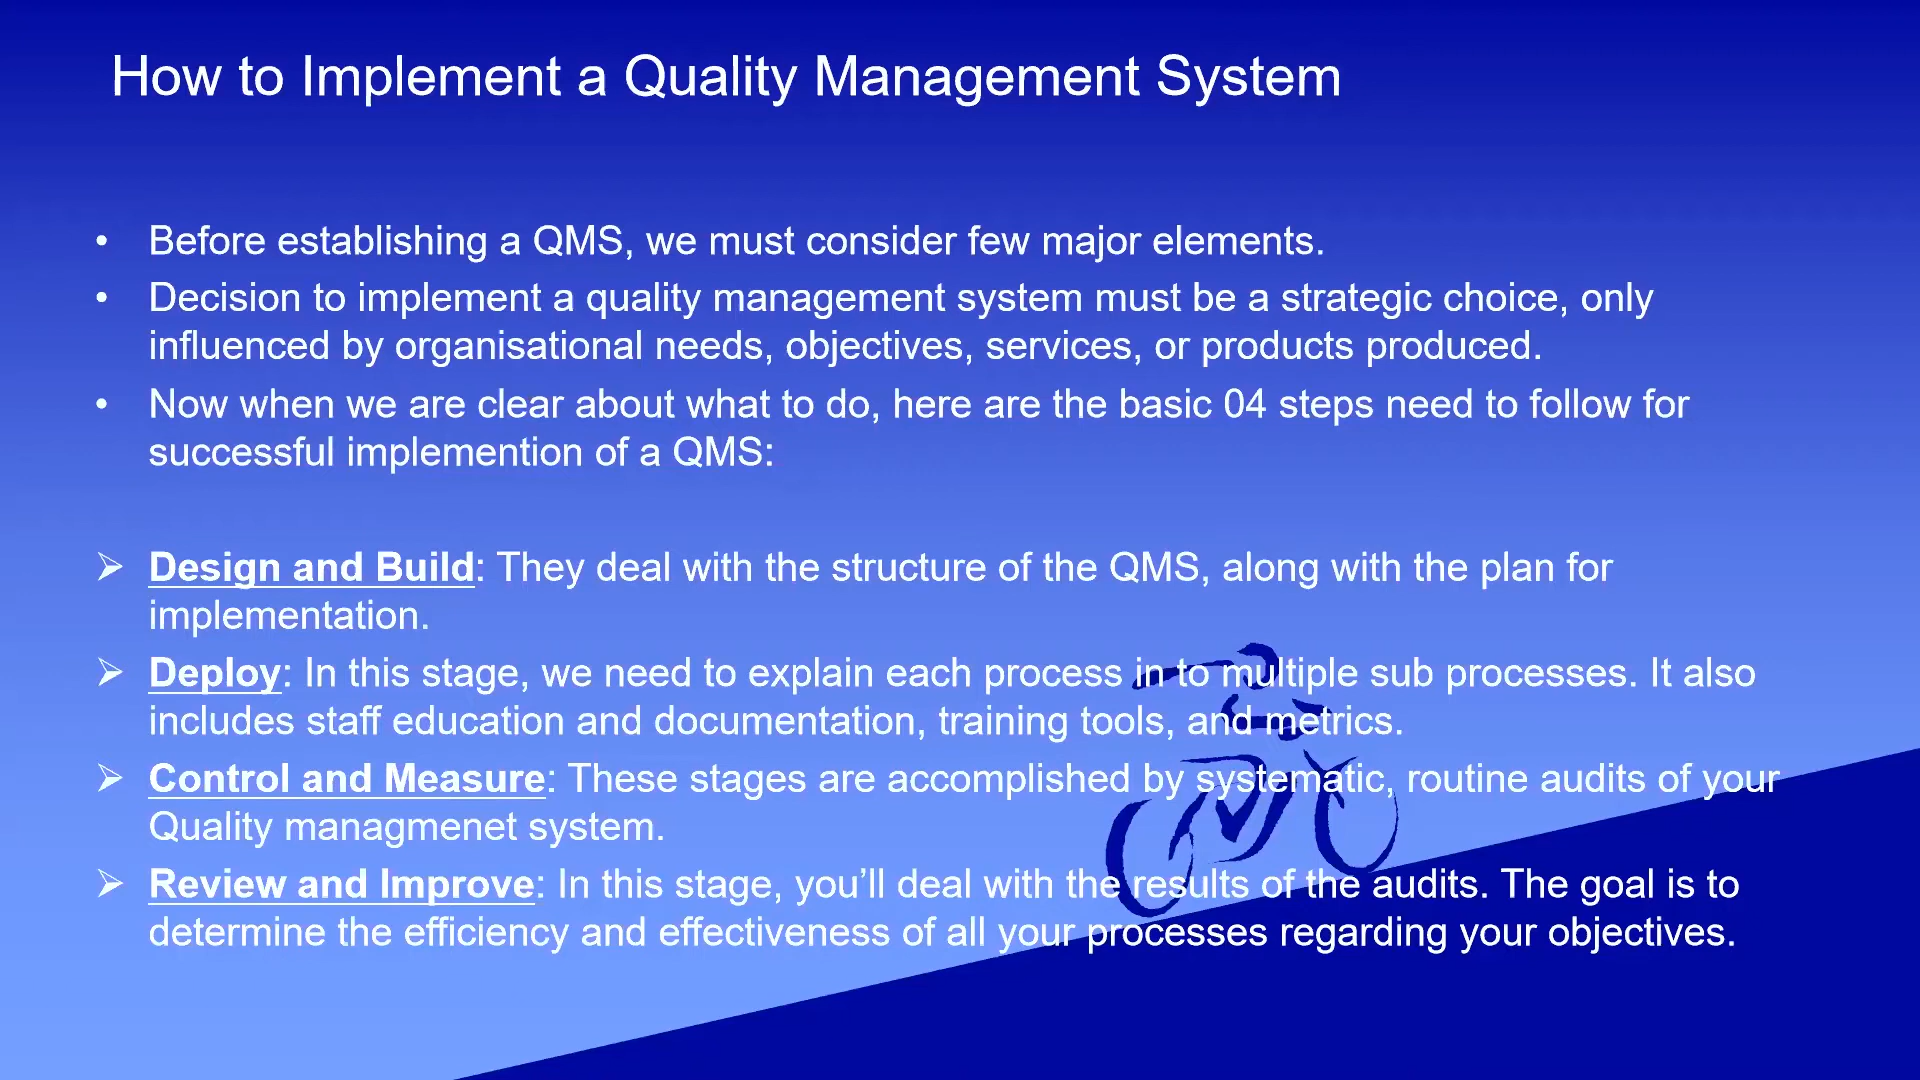 How to Implement a Quality Management System
• Before establishing a QMS, we must consider few major elements.
• Decision to implement a quality management system must be a strategic choice, only
influenced by organisational needs, objectives, services, or products produced.
• Now when we are clear about what to do, here are the basic 04 steps need to follow for
successful implemention of a QMS:
➢ Design and Build: They deal with the structure of the QMS, along with the plan for
implementation.
➢ Deploy: In this stage, we need to explain each process in to multiple sub processes. It also
includes staff education and documentation, training tools, and metrics.
➢ Control and Measure: These stages are accomplished by systematic, routine audits of your
Quality managmenet system.
➢ Review and Improve: In this stage, you’ll deal with the results of the audits. The goal is to
determine the efficiency and effectiveness of all your processes regarding your objectives.